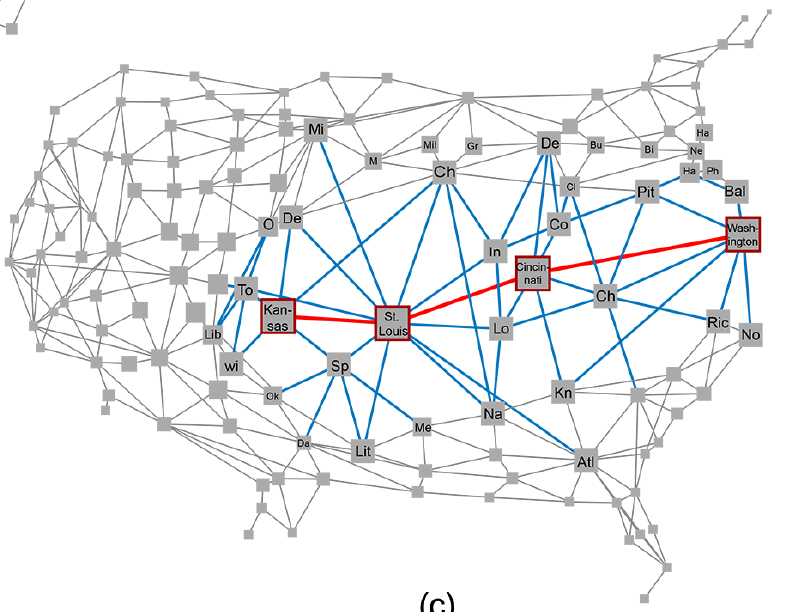 Mi
M
Mil
Gr
De
Bu
Bi
Ha
Ne
Ha
Ph
Ch
Cl
Pit
Bal
O
De
Co
In
Wash-
ington
Cincin-
nati
To
Kan-
sas
St.
Louis
Ch
Lib
Lo
Ric
No
wi
Sp
Ok
Kn
Na
Me
Da
Lit
Atl
(c)